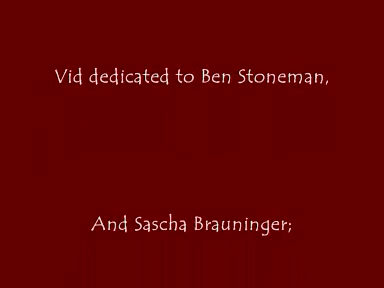 Vid dedicated to Ben Stoneman,
And Sascha Brauninger;